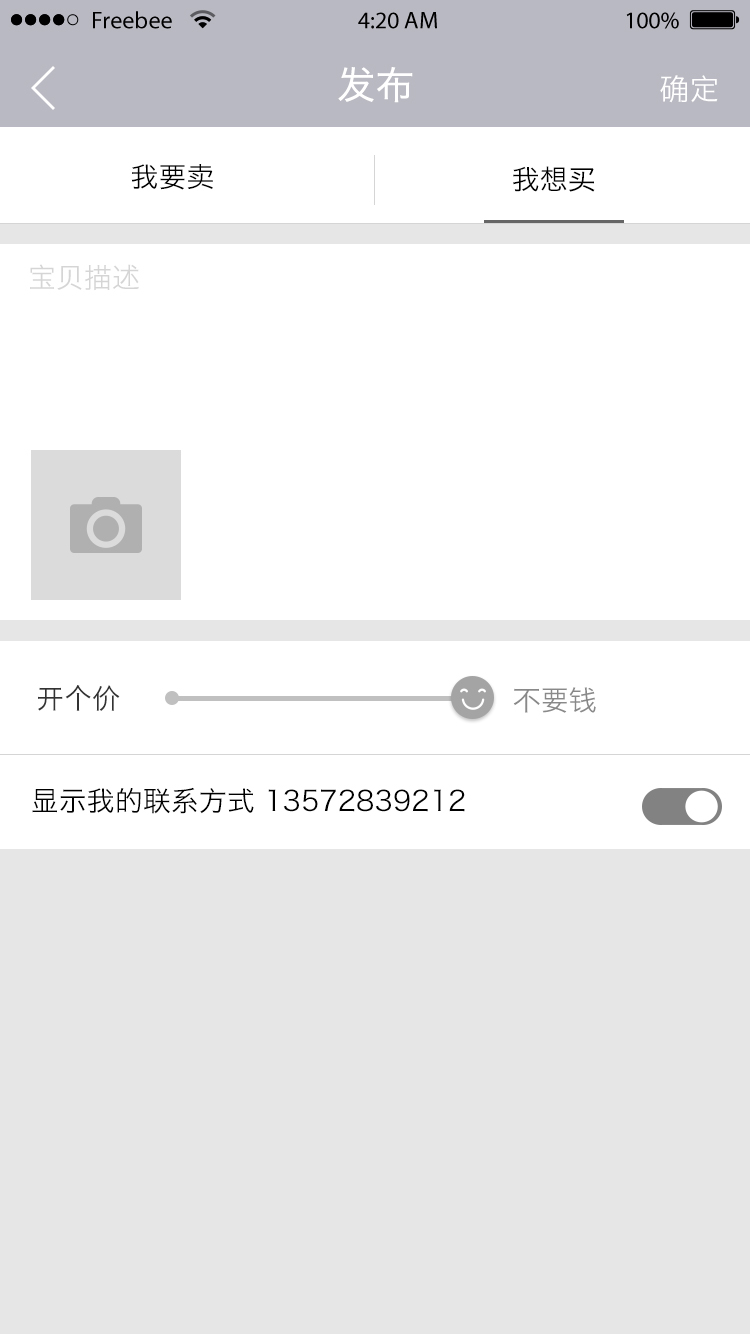 Freebee 4:20 AM 100%
发布 确定
我要卖 我想买
宝贝描述
开个价 不要钱
显示我的联系方式 13572839212